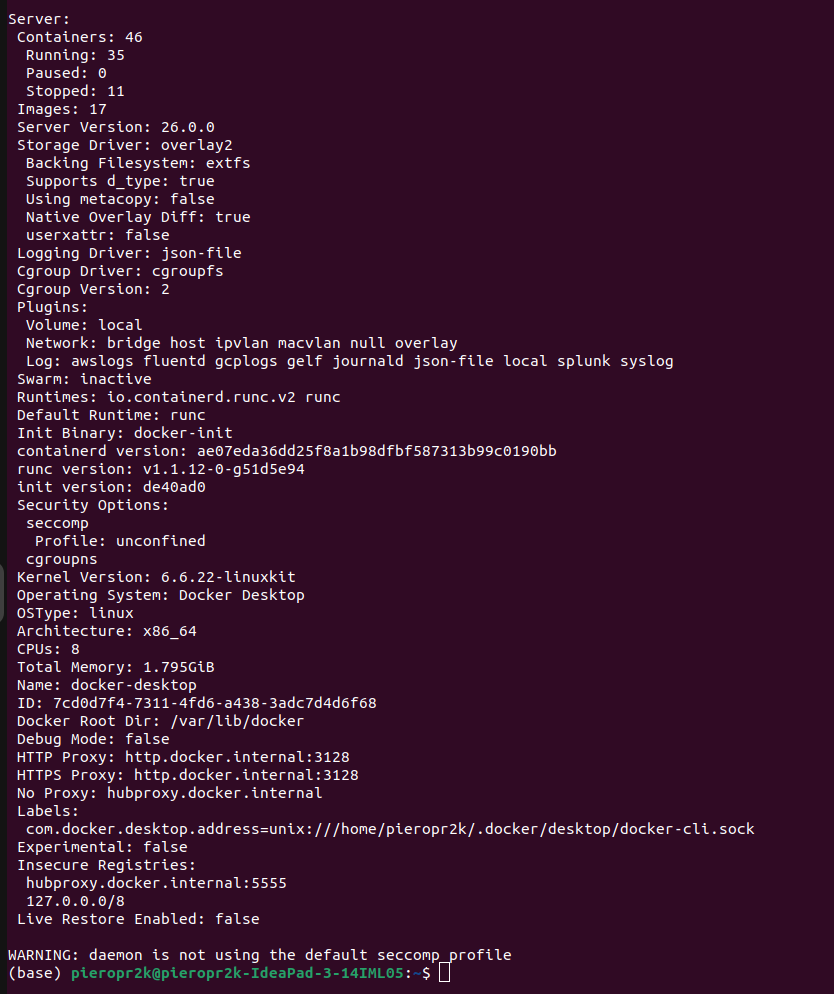 Server:
 Containers: 46
  Running: 35
  Paused: 0
  Stopped: 11
 Images: 17
 Server Version: 26.0.0
 Storage Driver: overlay2
  Backing Filesystem: extfs
  Supports d_type: true
  Using metacopy: false
  Native Overlay Diff: true
  userxattr: false
 Logging Driver: json-file
 Cgroup Driver: cgroupfs
 Cgroup Version: 2
 Plugins:
  Volume: local
  Network: bridge host ipvlan macvlan null overlay
  Log: awslogs fluentd gcplogs gelf journald json-file local splunk syslog
 Swarm: inactive
 Runtimes: io.containerd.runc.v2 runc
 Default Runtime: runc
 Init Binary: docker-init
 containerd version: ae07eda36dd25f8a1b98dfbf587313b99c0190bb
 runc version: v1.1.12-0-g51d5e94
 init version: de40ad0
 Security Options:
  seccomp
   Profile: unconfined
  cgroupns
 Kernel Version: 6.6.22-linuxkit
 Operating System: Docker Desktop
 OSType: linux
 Architecture: x86_64
 CPUs: 8
 Total Memory: 1.795GiB
 Name: docker-desktop
 ID: 7cd0d7f4-7311-4fd6-a438-3adc7d4d6f68
 Docker Root Dir: /var/lib/docker
 Debug Mode: false
 HTTP Proxy: http.docker.internal:3128
 HTTPS Proxy: http.docker.internal:3128
 No Proxy: hubproxy.docker.internal
 Labels:
  com.docker.desktop.address=unix:///home/pieropr2k/.docker/desktop/docker-cli.sock
 Experimental: false
 Insecure Registries:
  hubproxy.docker.internal:5555
  127.0.0.0/8
 Live Restore Enabled: false

WARNING: daemon is not using the default seccomp profile
(base) pieropr2k@pieropr2k-IdeaPad-3-14IML05:~$